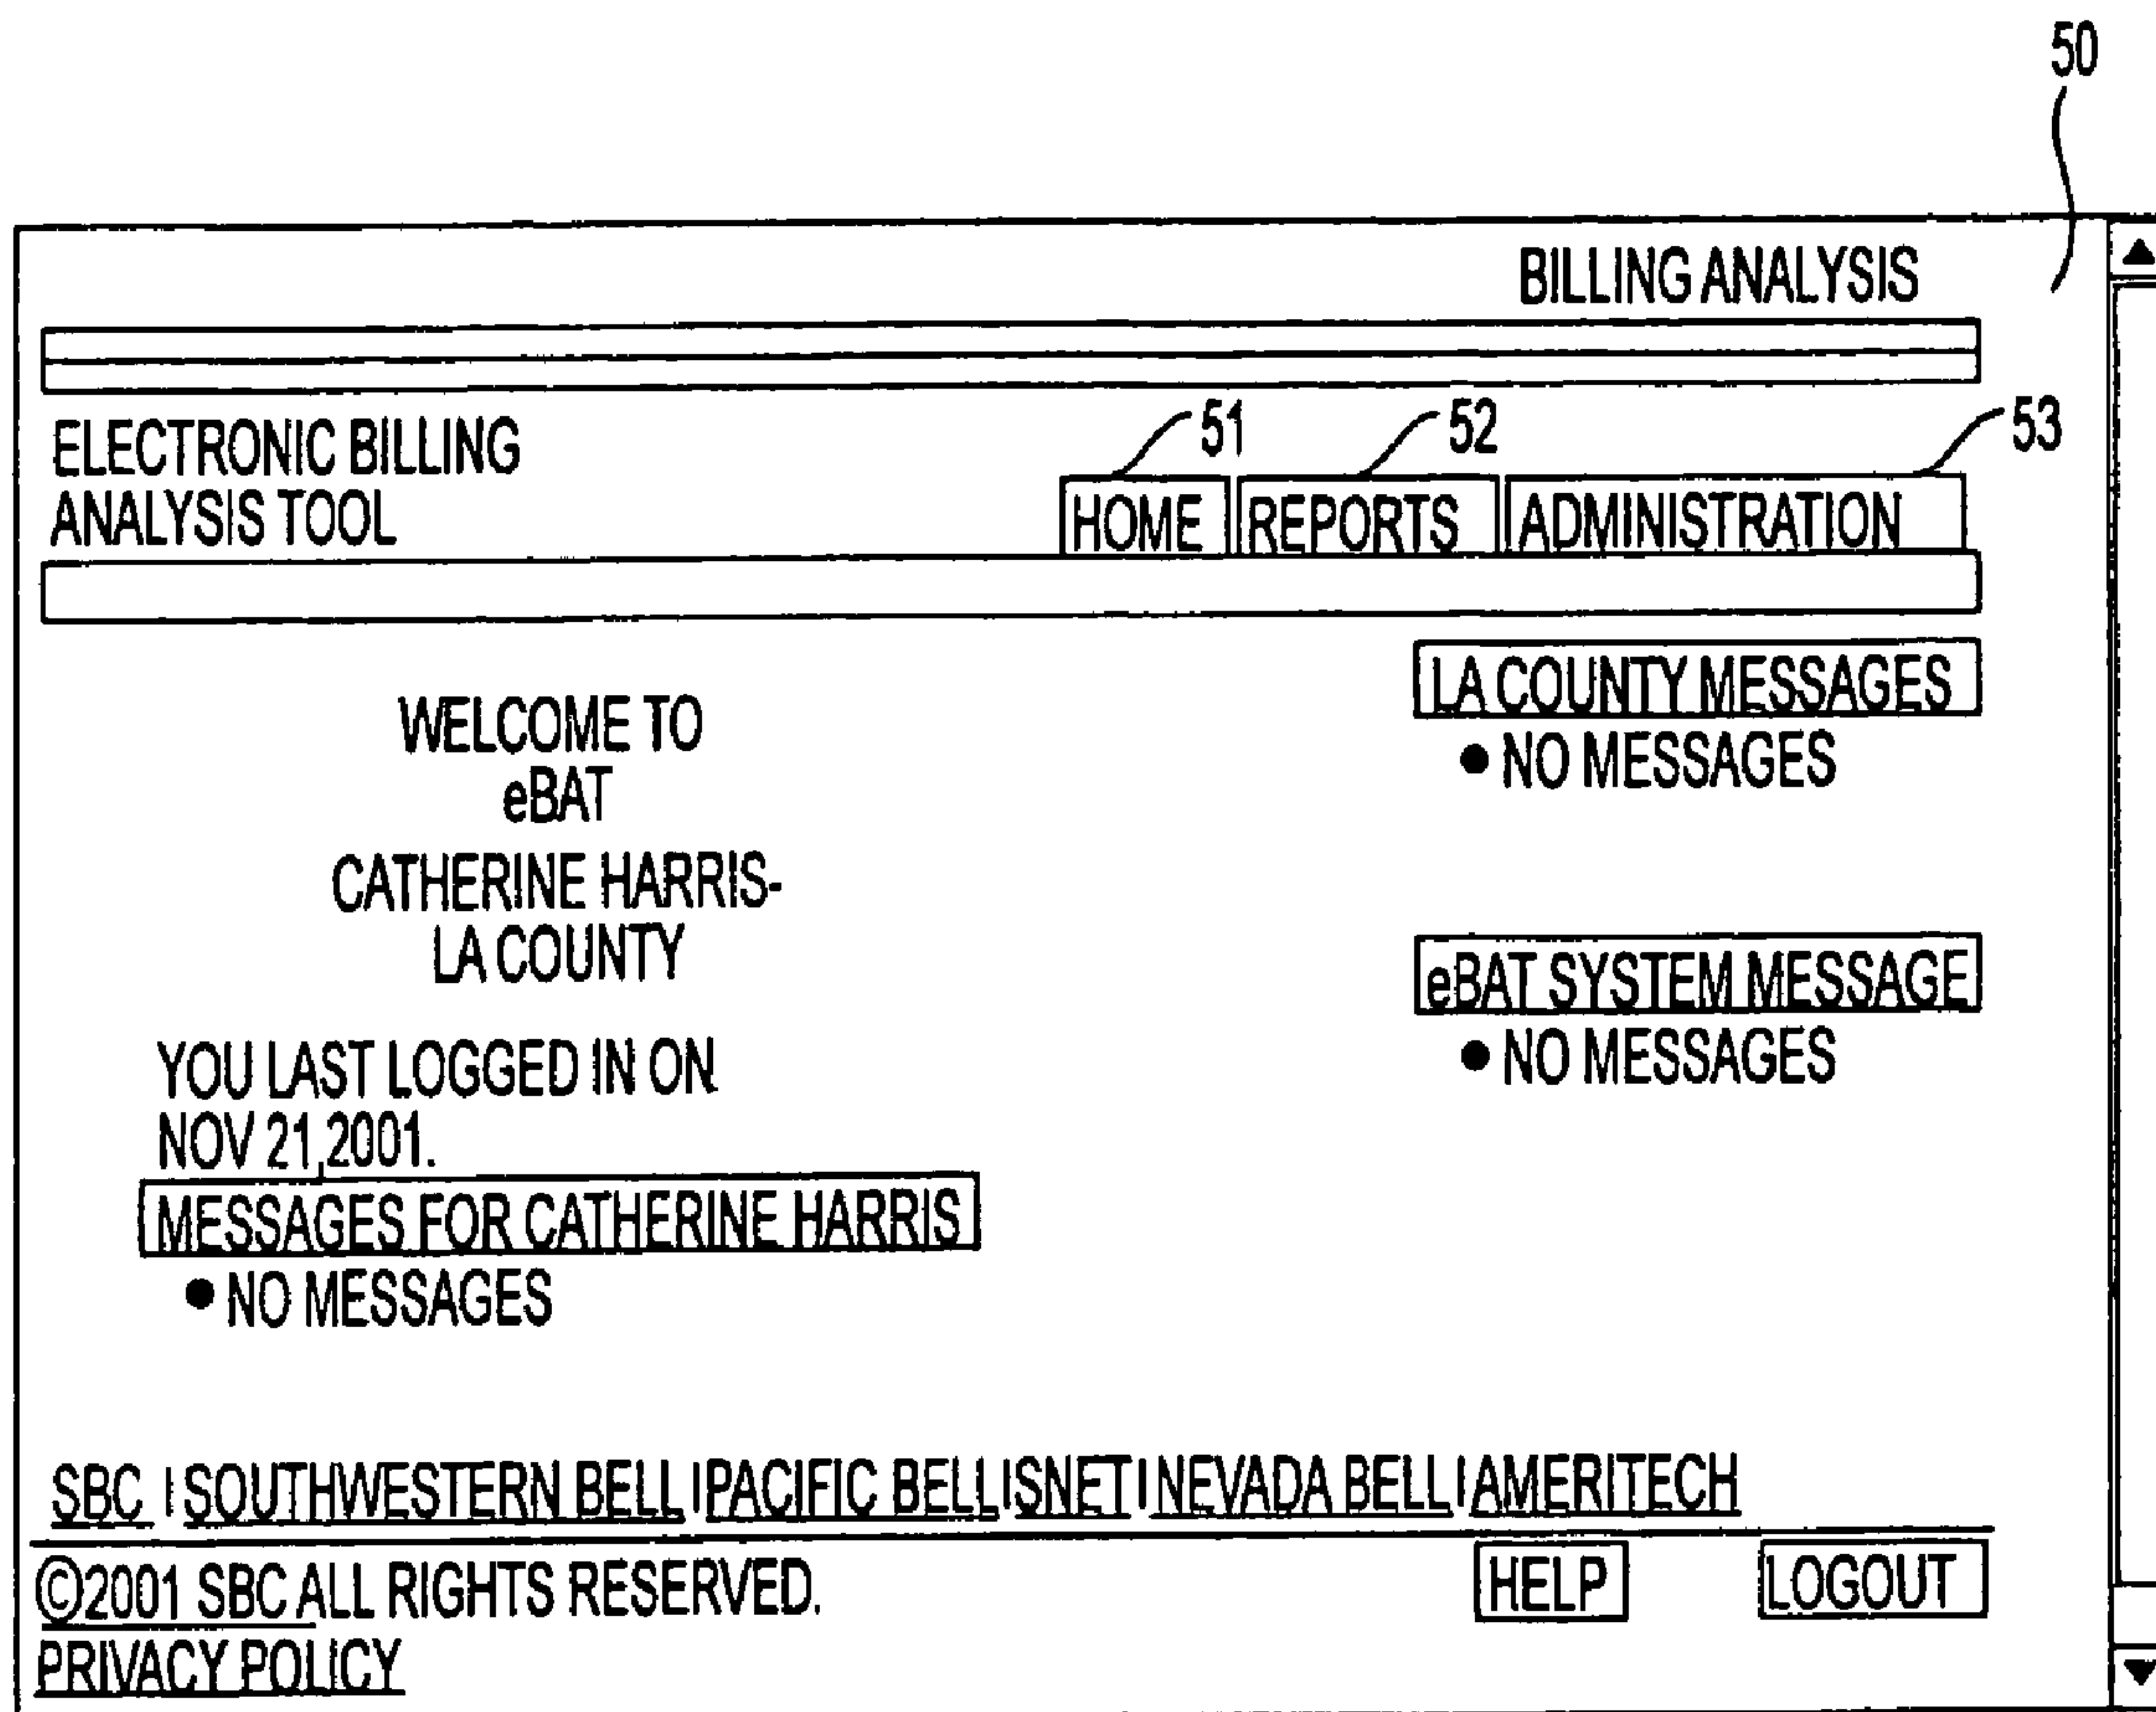 50
BILLING ANALYSIS
ELECTRONIC BILLING
ANALYSIS TOOL
51 52 53
HOME REPORTS ADMINISTRATION
WELCOME TO
eBAT
CATHERINE HARRIS-
LA COUNTY
YOU LAST LOGGED IN ON
NOV 21,2001.
MESSAGES FOR CATHERINE HARRIS
• NO MESSAGES
LA COUNTY MESSAGES
• NO MESSAGES
eBAT SYSTEM MESSAGE
• NO MESSAGES
SBC | SOUTHWESTERN BELL | PACIFIC BELL | SNET | NEVADA BELL | AMERITECH
©2001 SBC ALL RIGHTS RESERVED. HELP LOGOUT
PRIVACY POLICY